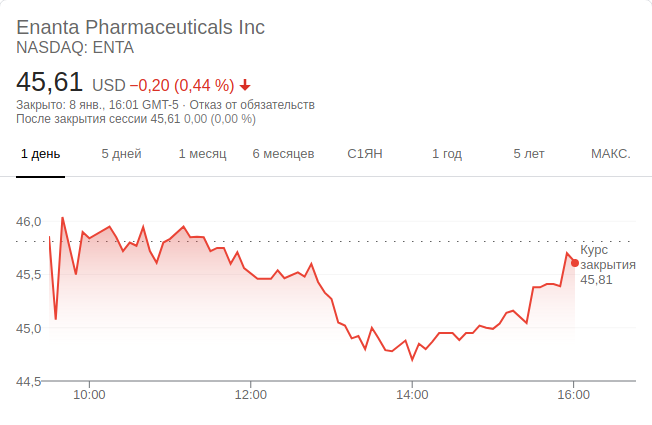 Enanta Pharmaceuticals Inc
NASDAQ: ENTA
45,61 USD −0,20 (0,44 %)
Закрыто: 8 янв., 16:01 GMT-5 · Отказ от обязательств
После закрытия сессии 45,61 0,00 (0,00 %)
1 день 5 дней 1 месяц 6 месяцев С1ЯН 1 год 5 лет МАКС.
46,0
Курс
закрытия
45,81
45,5
45,0
44,5
10:00 12:00 14:00 16:00